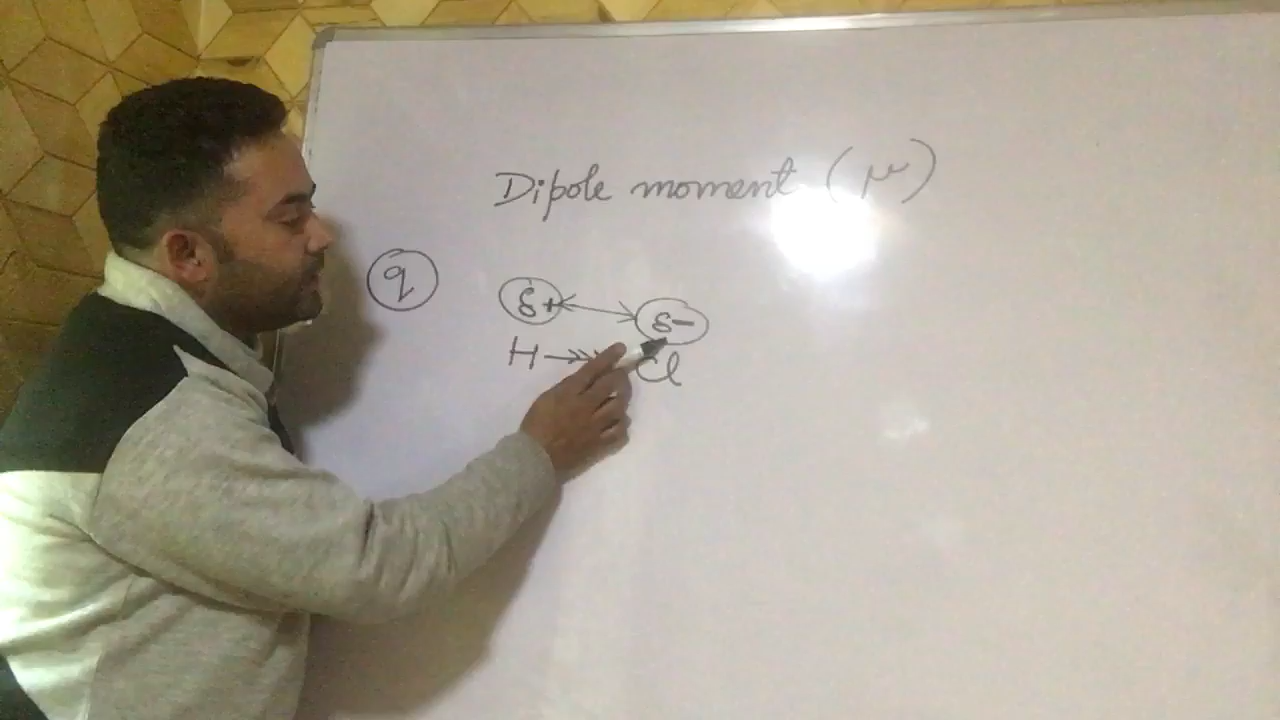 Dipole moment (μ)
q
δ+ ↔ δ-
H →» Cl